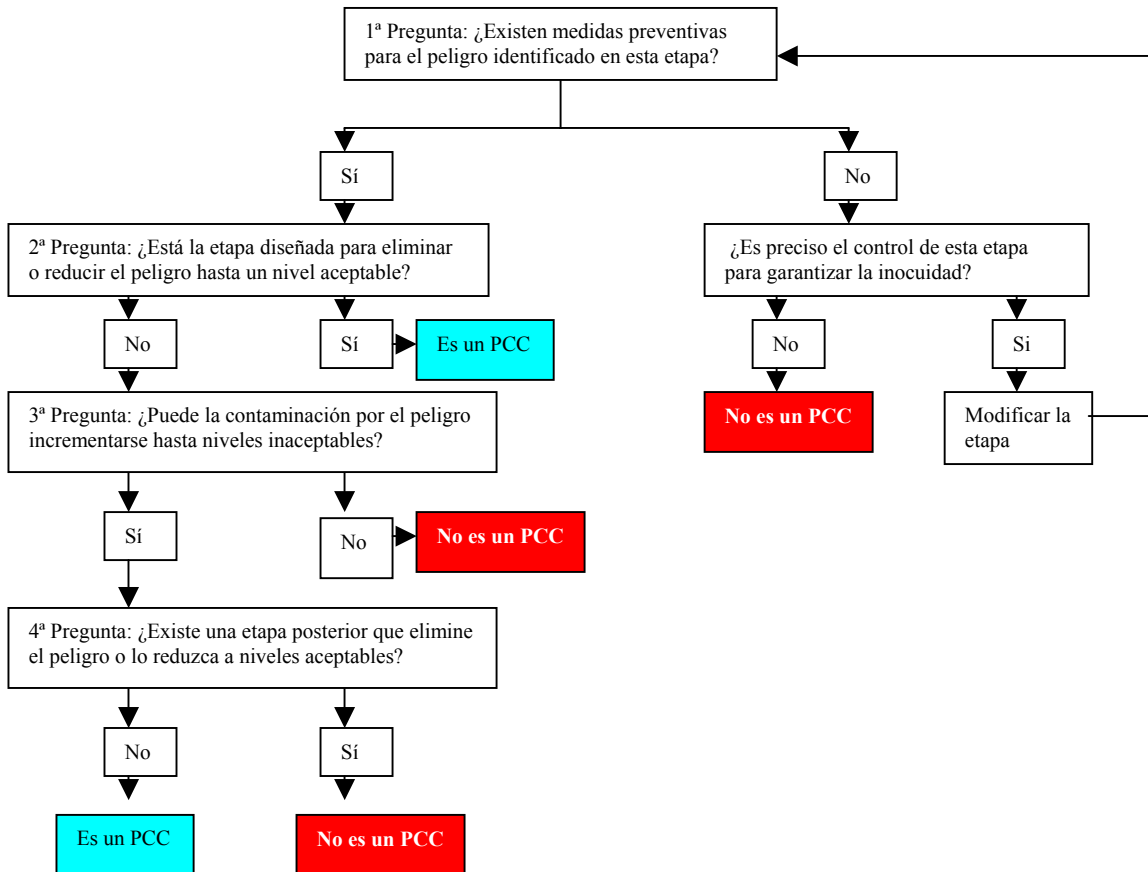 1ª Pregunta: ¿Existen medidas preventivas
para el peligro identificado en esta etapa?
Sí
No
2ª Pregunta: ¿Está la etapa diseñada para eliminar
o reducir el peligro hasta un nivel aceptable?
¿Es preciso el control de esta etapa
para garantizar la inocuidad?
No
Sí
Es un PCC
No
Si
3ª Pregunta: ¿Puede la contaminación por el peligro
incrementarse hasta niveles inaceptables?
No es un PCC
Modificar la
etapa
Sí
No
No es un PCC
4ª Pregunta: ¿Existe una etapa posterior que elimine
el peligro o lo reduzca a niveles aceptables?
No
Sí
Es un PCC
No es un PCC